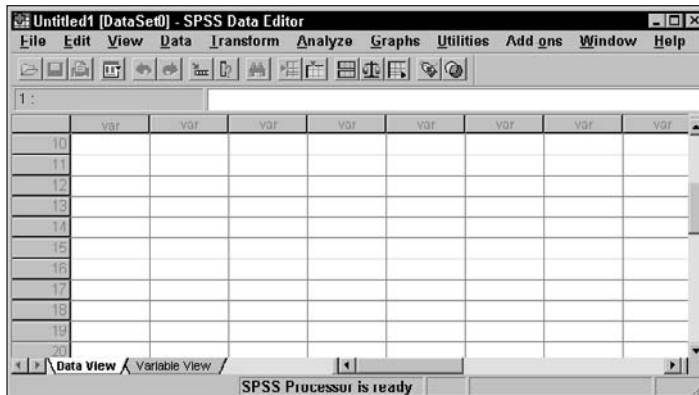 Untitled1 [DataSet0] - SPSS Data Editor
File Edit View Data Transform Analyze Graphs Utilities Add ons Window Help
1 :
var var var var var var var var
10
11
12
13
14
15
16
17
18
19
20
Data View Variable View
SPSS Processor is ready